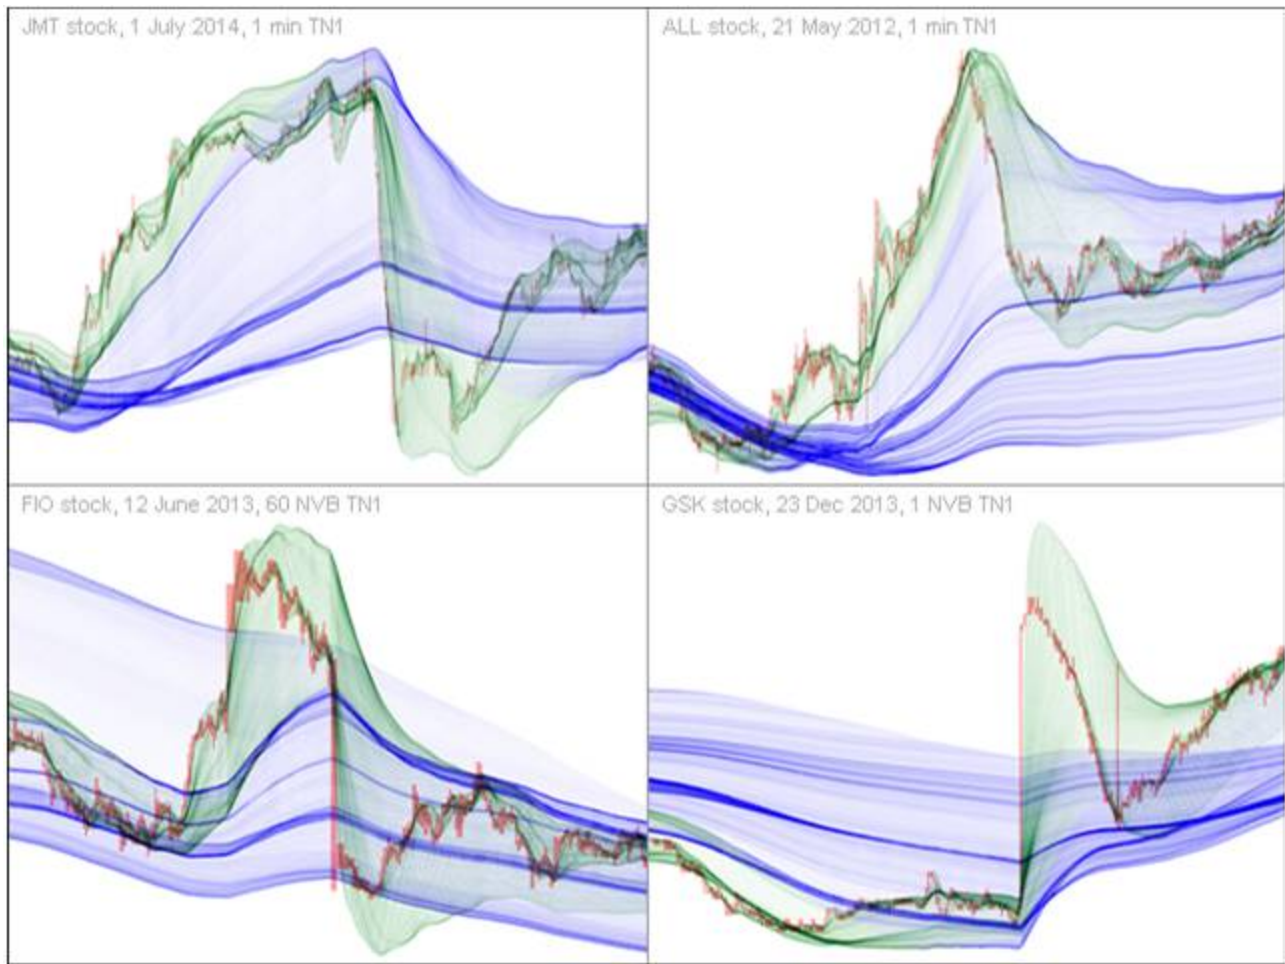 JMT stock, 1 July 2014, 1 min TN1
ALL stock, 21 May 2012, 1 min TN1
FIO stock, 12 June 2013, 60 NVB TN1
GSK stock, 23 Dec 2013, 1 NVB TN1